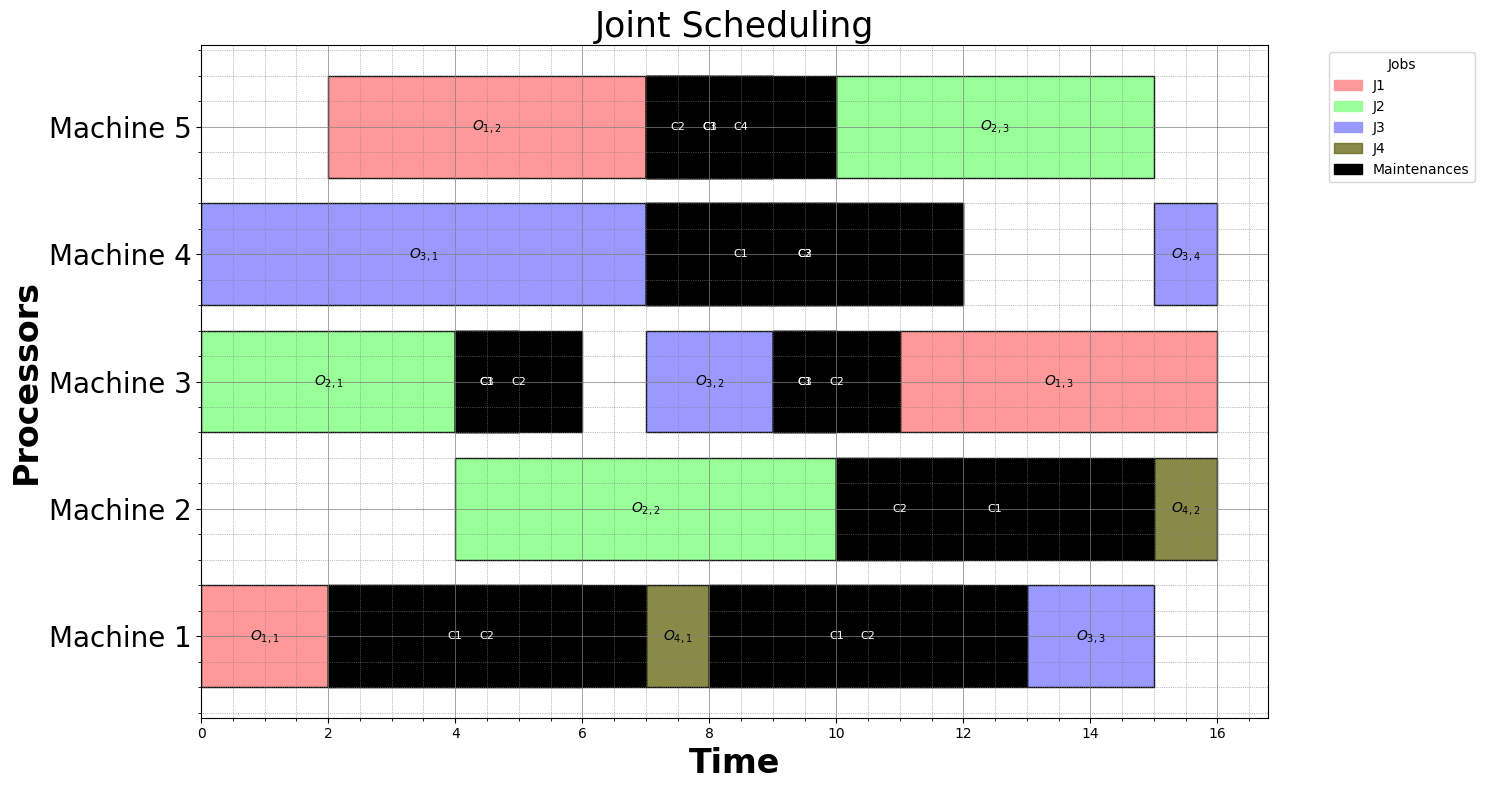 Joint Scheduling
Jobs
J1
J2
J3
J4
Maintenances
Processors
Machine 5
O1,2
C2
C4
O2,3
Machine 4
O3,1
C1
O3,4
Machine 3
O2,1
C2
O3,2
C2
O1,3
Machine 2
O2,2
C2
C1
O4,2
Machine 1
O1,1
C1
C2
O4,1
C1
C2
O3,3
0 2 4 6 8 10 12 14 16
Time